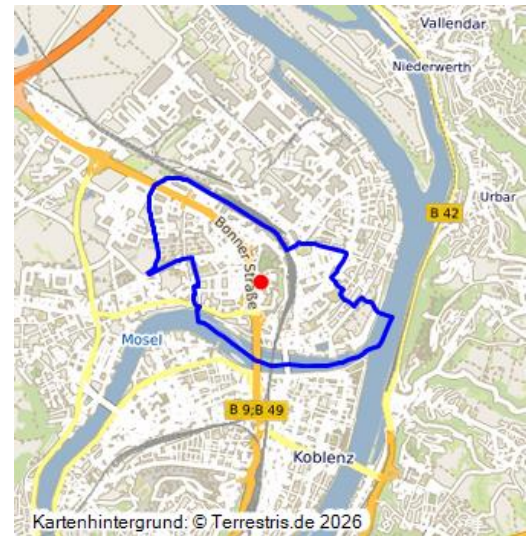 Vallendar
Niederwerth
Urbar
B 42
Bonner Straße
Mosel
B 9;B 49
Koblenz
Kartenhintergrund: © Terrestris.de 2026